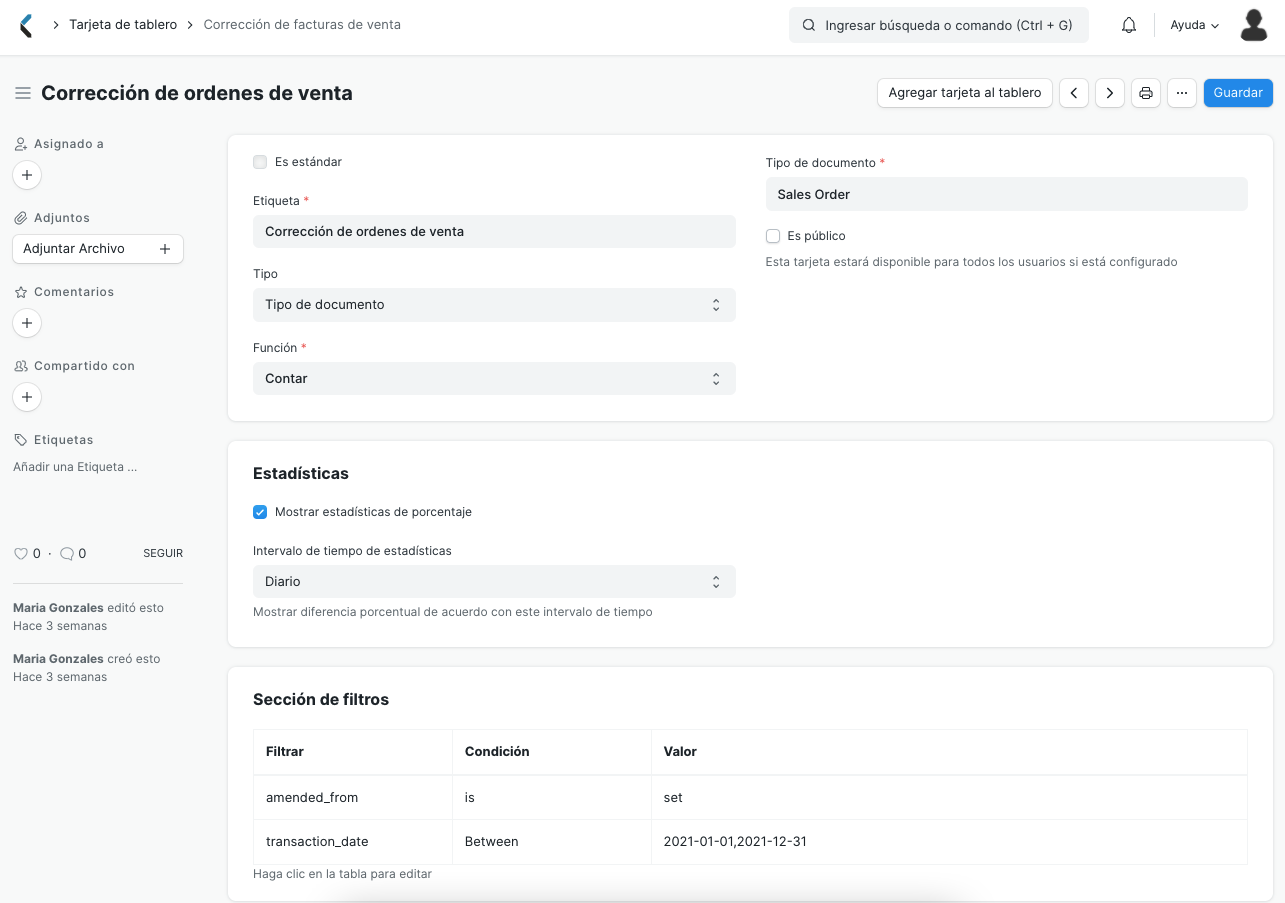 Tarjeta de tablero
Corrección de facturas de venta
Ingresar búsqueda o comando (Ctrl + G)
Ayuda
Corrección de ordenes de venta
Agregar tarjeta al tablero
Guardar
Asignado a
Adjuntos
Adjuntar Archivo
Comentarios
Compartido con
Etiquetas
Añadir una Etiqueta ...
0 · 0
SEGUIR
Maria Gonzales editó esto
Hace 3 semanas
Maria Gonzales creó esto
Hace 3 semanas
Es estándar
Etiqueta *
Corrección de ordenes de venta
Tipo
Tipo de documento
Función *
Contar
Tipo de documento *
Sales Order
Es público
Esta tarjeta estará disponible para todos los usuarios si está configurado
Estadísticas
Mostrar estadísticas de porcentaje
Intervalo de tiempo de estadísticas
Diario
Mostrar diferencia porcentual de acuerdo con este intervalo de tiempo
Sección de filtros
Filtrar Condición Valor
amended_from is set
transaction_date Between 2021-01-01,2021-12-31
Haga clic en la tabla para editar